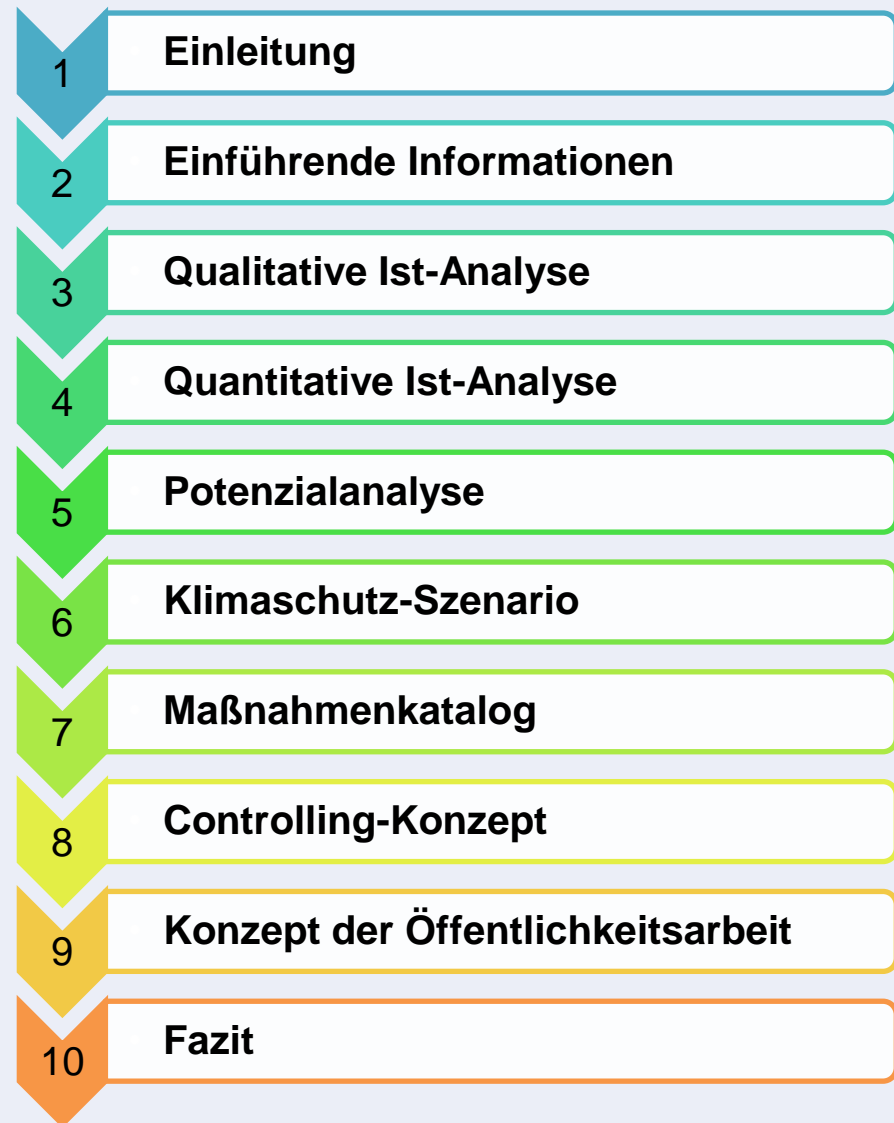 1 Einleitung
2 Einführende Informationen
3 Qualitative Ist-Analyse
4 Quantitative Ist-Analyse
5 Potenzialanalyse
6 Klimaschutz-Szenario
7 Maßnahmenkatalog
8 Controlling-Konzept
9 Konzept der Öffentlichkeitsarbeit
10 Fazit